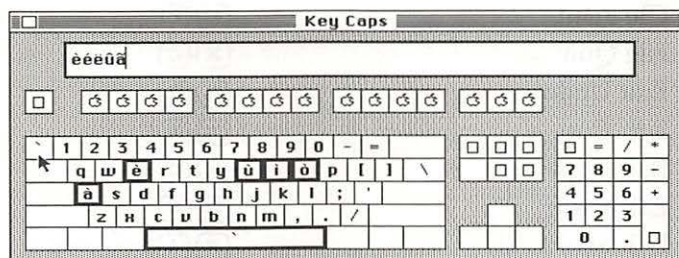 Key Caps
èéëûã
` 1 2 3 4 5 6 7 8 9 0 - =
q w è r t y ù ì ò p [ ] \
à s d f g h j k l ; '
z x c v b n m , . /
`
= / *
7 8 9 -
4 5 6 +
1 2 3
0 .